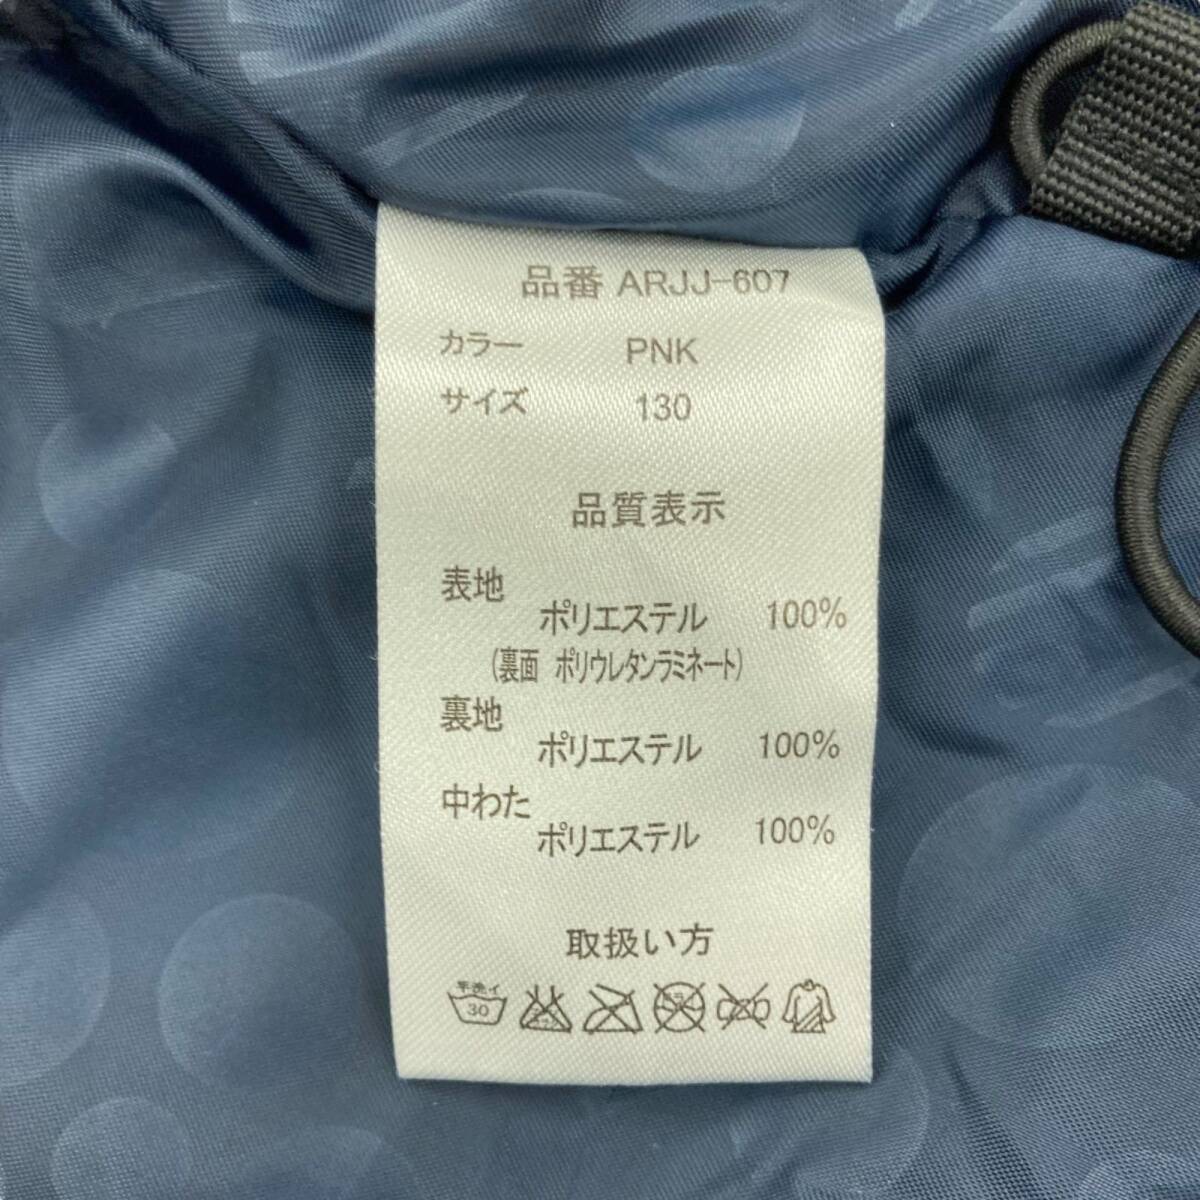 品番 ARJJ-607
カラー PNK
サイズ 130
品質表示
表地
ポリエステル 100%
(裏面 ポリウレタンラミネート)
裏地
ポリエステル 100%
中わた
ポリエステル 100%
取扱い方
手洗イ
30